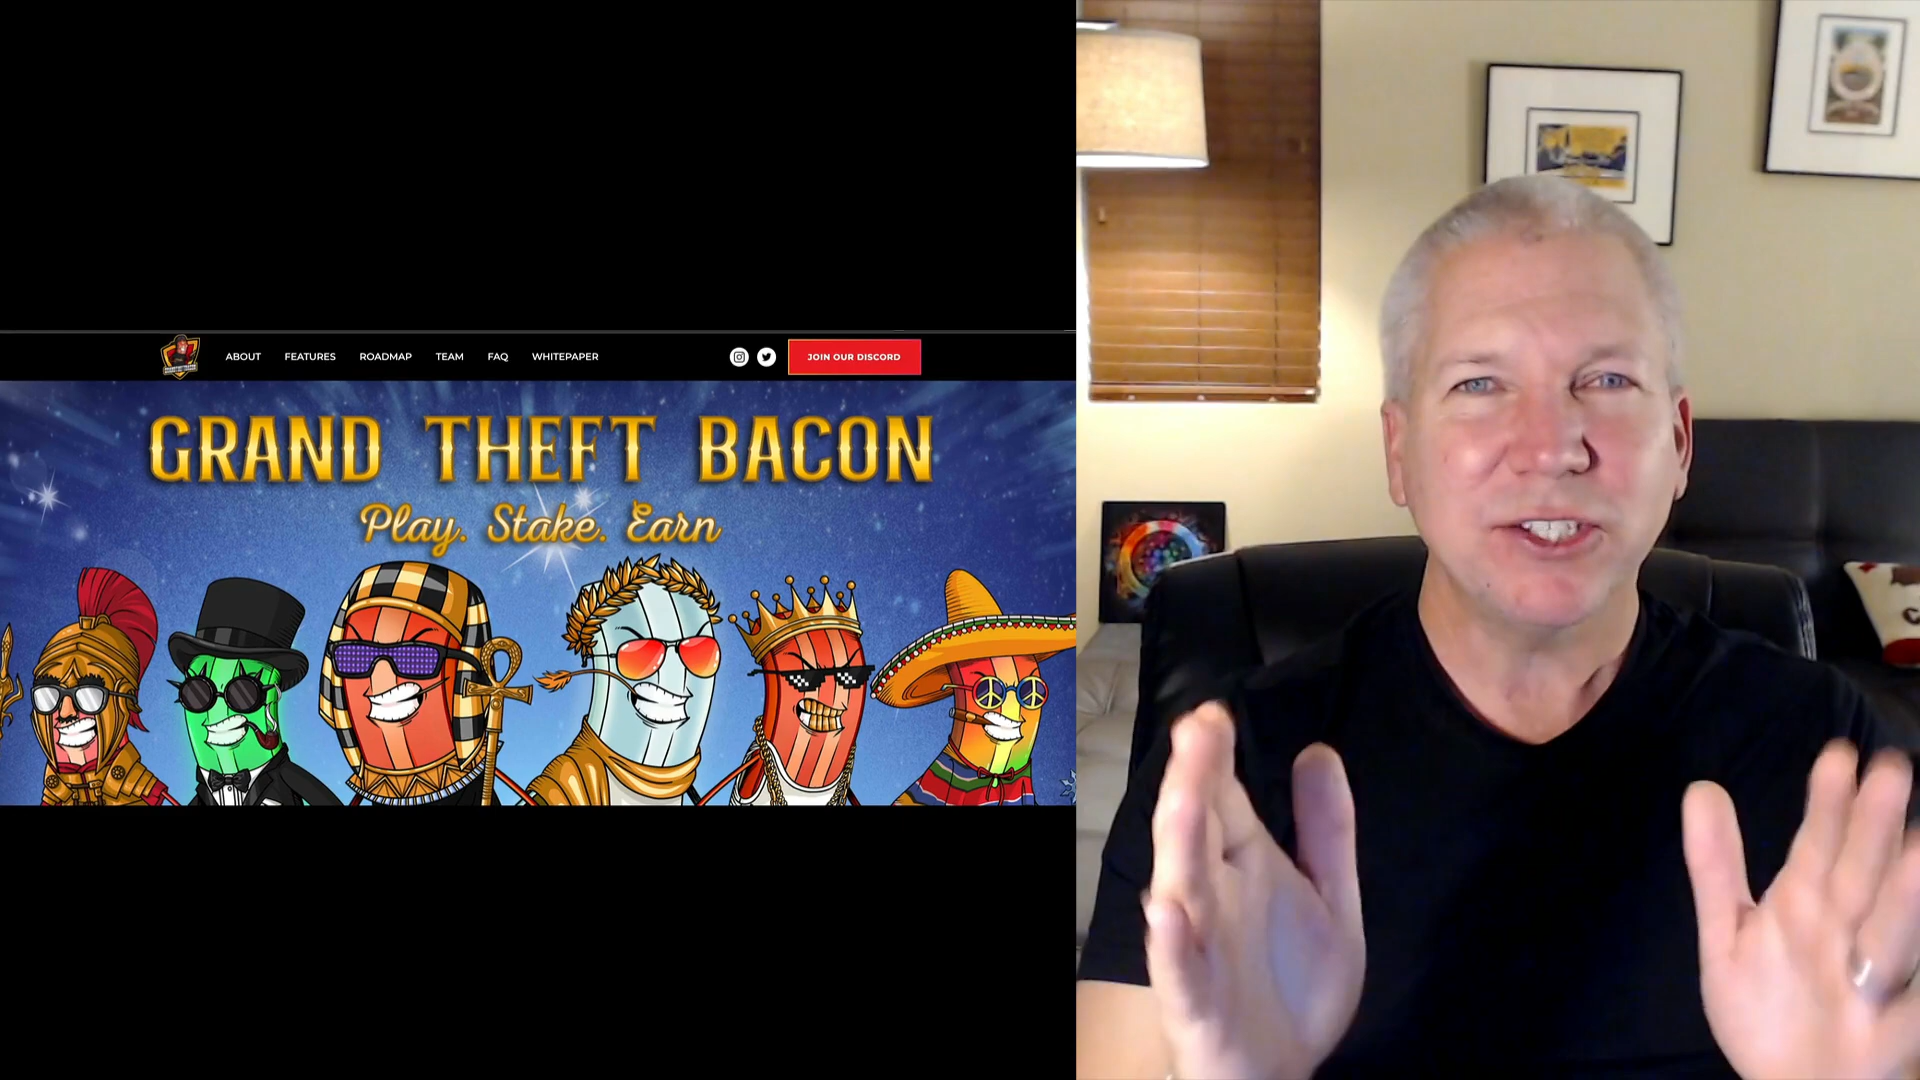 ABOUT FEATURES ROADMAP TEAM FAQ WHITEPAPER JOIN OUR DISCORD
GRAND THEFT BACON
Play. Stake. Earn